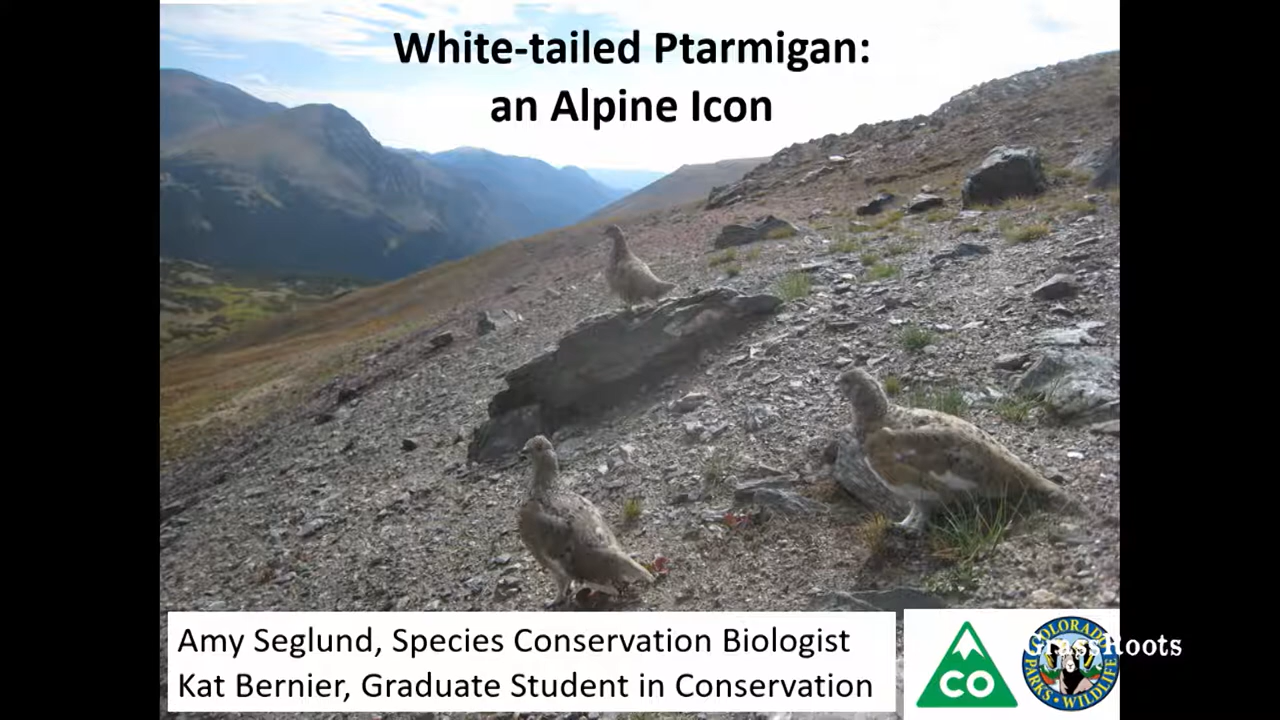 White-tailed Ptarmigan:
an Alpine Icon
Amy Seglund, Species Conservation Biologist
Kat Bernier, Graduate Student in Conservation
CO
COLORADO
PARKS • WILDLIFE
GrassRoots